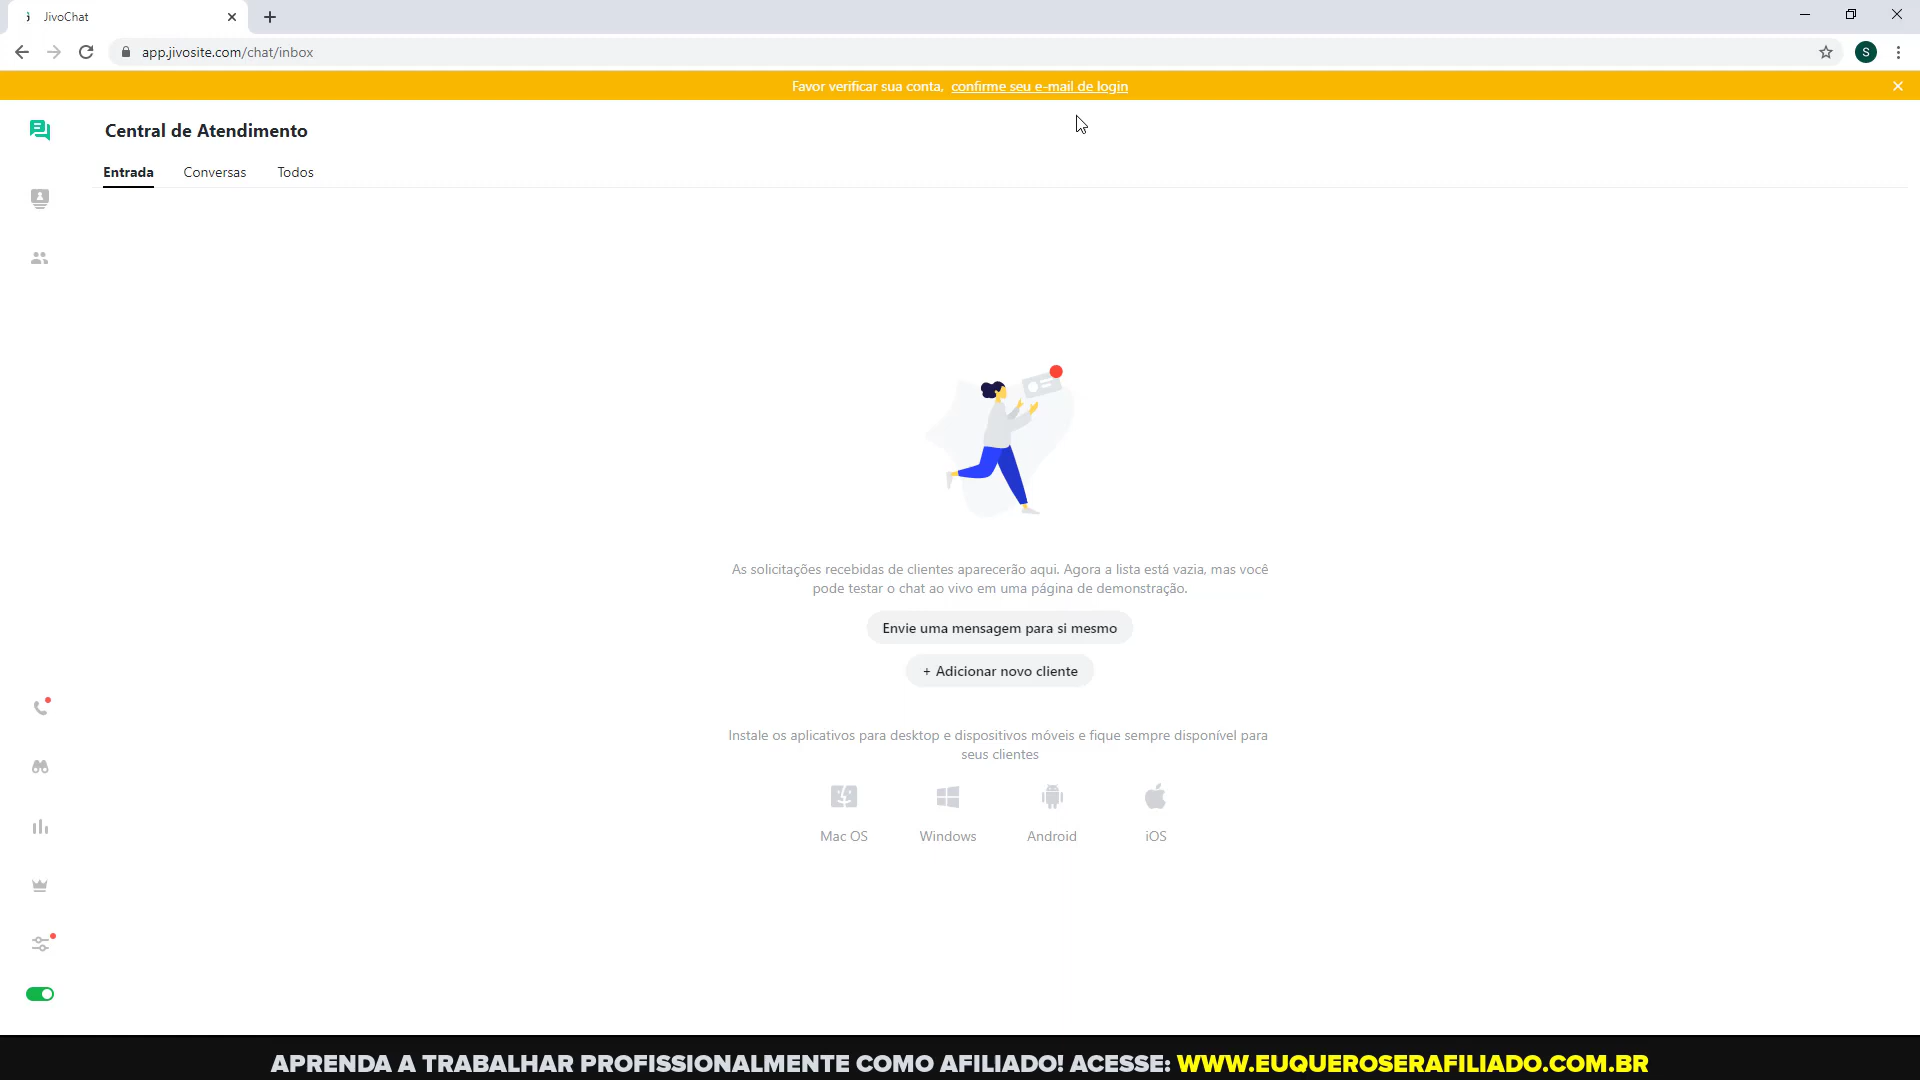 JivoChat
app.jivosite.com/chat/inbox
S
Favor verificar sua conta, confirme seu e-mail de login
Central de Atendimento
Entrada Conversas Todos
As solicitações recebidas de clientes aparecerão aqui. Agora a lista está vazia, mas você
pode testar o chat ao vivo em uma página de demonstração.
Envie uma mensagem para si mesmo
+ Adicionar novo cliente
Instale os aplicativos para desktop e dispositivos móveis e fique sempre disponível para
seus clientes
Mac OS Windows Android iOS
APRENDA A TRABALHAR PROFISSIONALMENTE COMO AFILIADO! ACESSE: WWW.EUQUEROSERAFILIADO.COM.BR